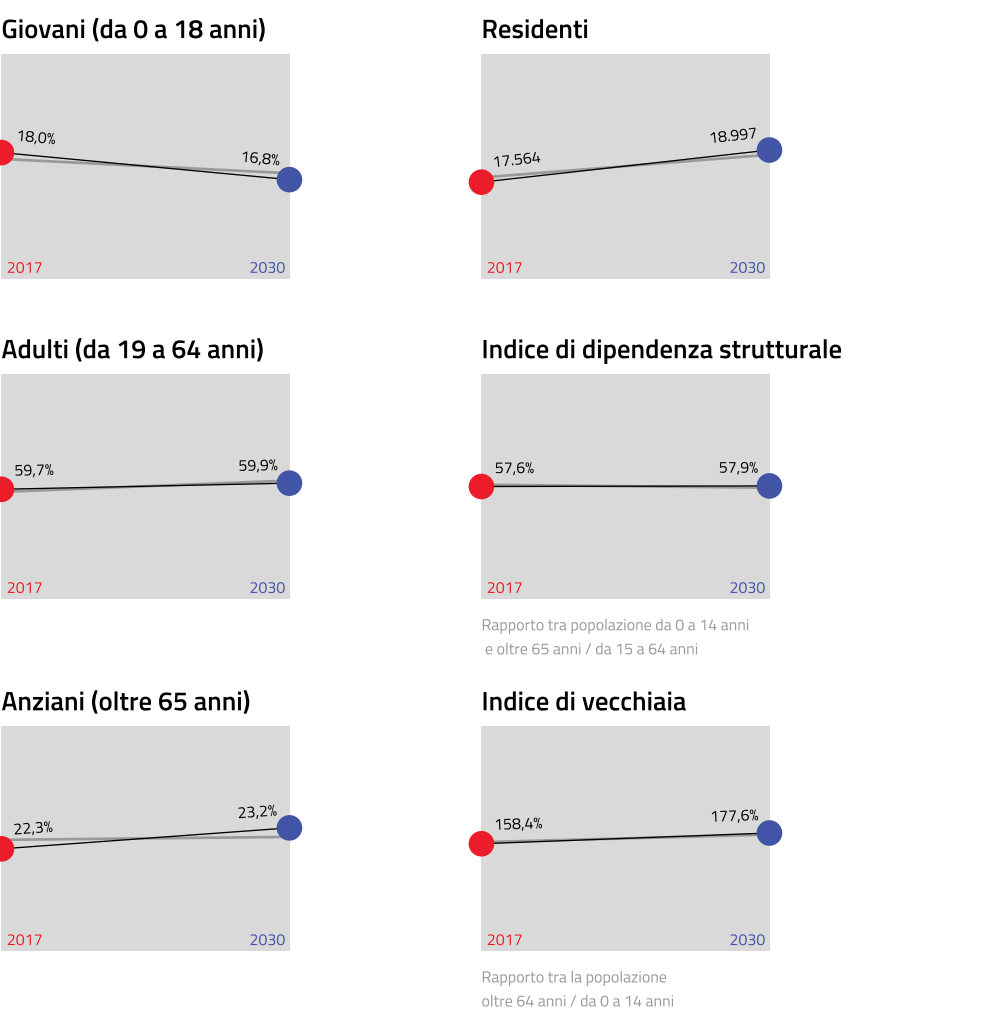 Giovani (da 0 a 18 anni)
18,0%
16,8%
2017
2030
Residenti
17.564
18.997
2017
2030
Adulti (da 19 a 64 anni)
59,7%
59,9%
2017
2030
Indice di dipendenza strutturale
57,6%
57,9%
2017
2030
Rapporto tra popolazione da 0 a 14 anni
e oltre 65 anni / da 15 a 64 anni
Anziani (oltre 65 anni)
22,3%
23,2%
2017
2030
Indice di vecchiaia
158,4%
177,6%
2017
2030
Rapporto tra la popolazione
oltre 64 anni / da 0 a 14 anni